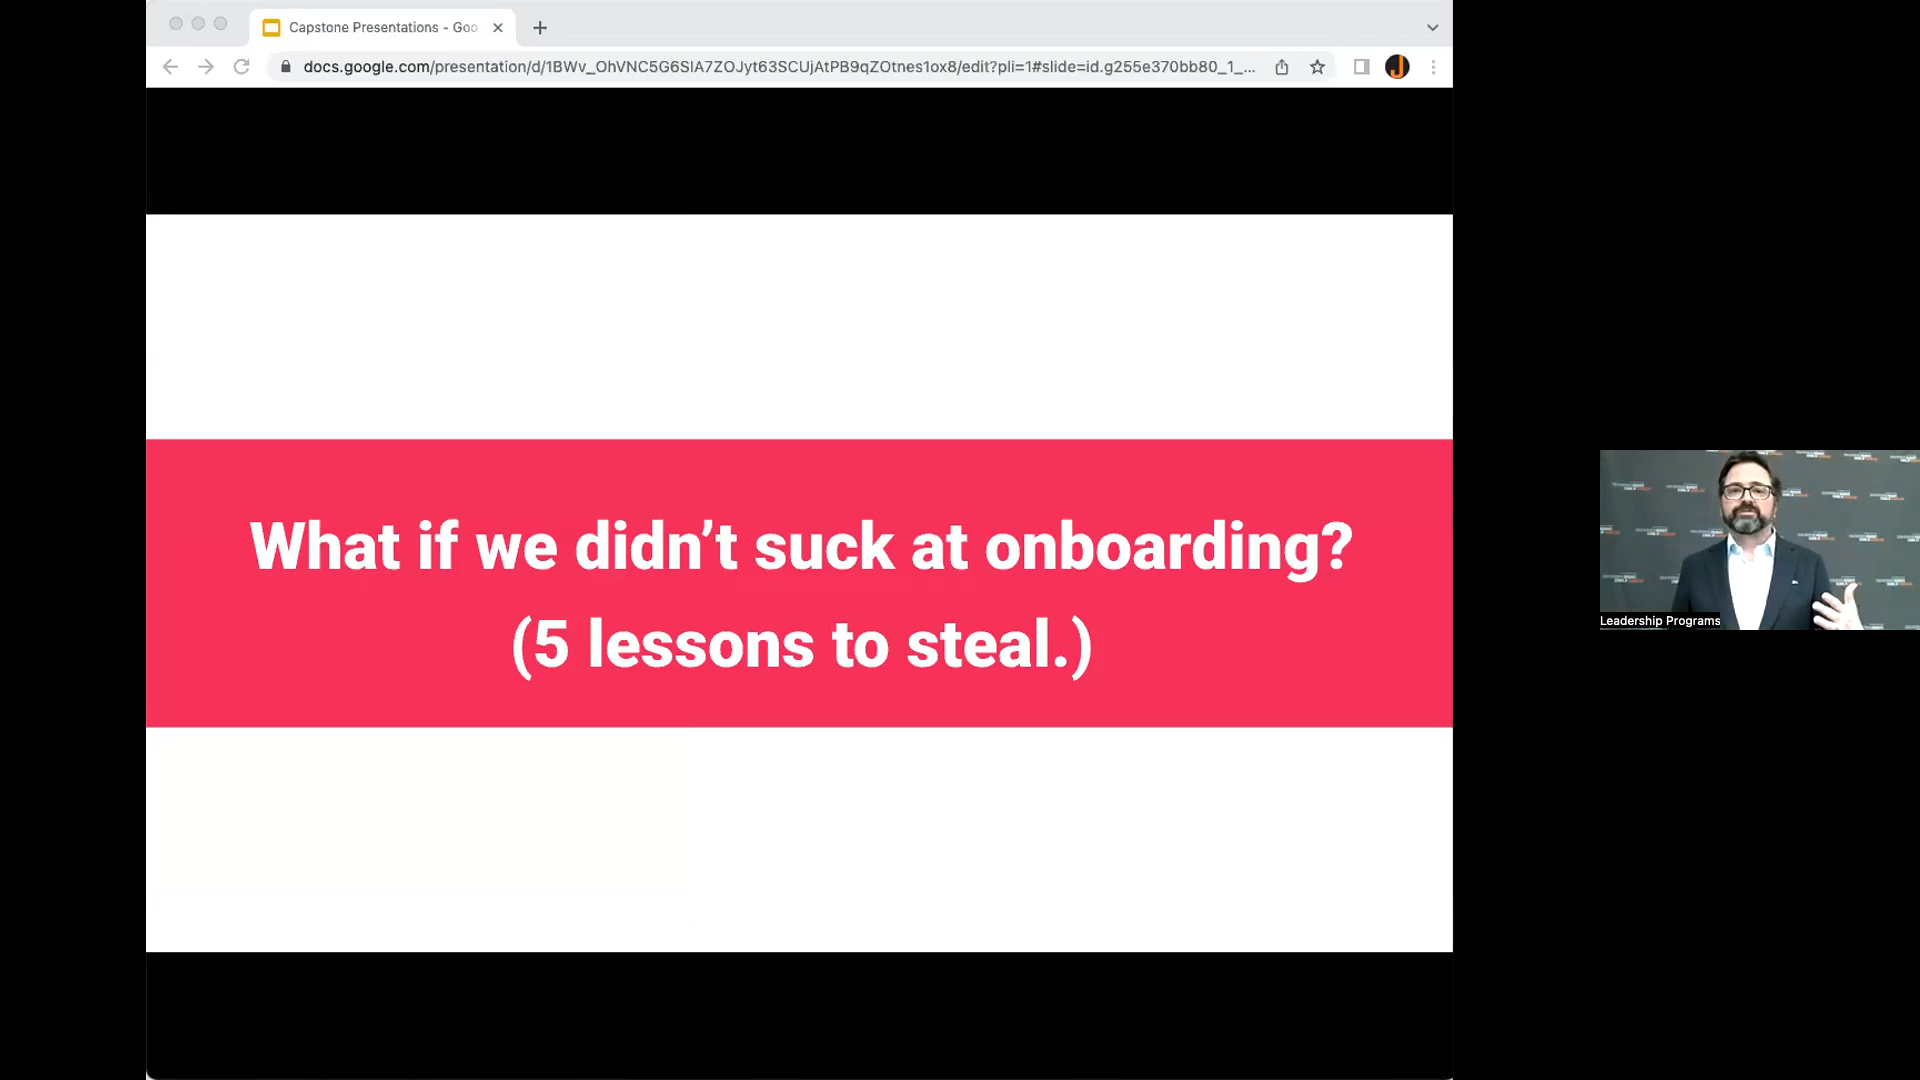 Capstone Presentations - Goo
docs.google.com/presentation/d/1BWv_OhVNC5G6SlA7ZOJyt63SCUjAtPB9qZOtnes1ox8/edit?pli=1#slide=id.g255e370bb80_1_...
What if we didn’t suck at onboarding?
(5 lessons to steal.)
Leadership Programs